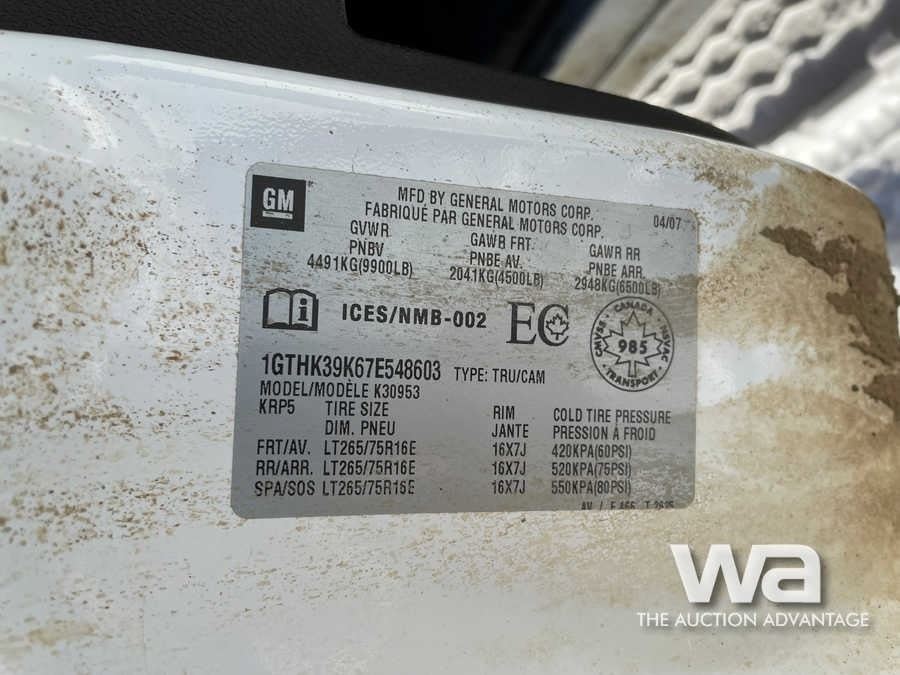 GM
MFD BY GENERAL MOTORS CORP.
FABRIQUÉ PAR GENERAL MOTORS CORP.
04/07
GVWR GAWR FRT. GAWR RR
PNBV PNBE AV. PNBE ARR.
4491KG(9900LB) 2041KG(4500LB) 2948KG(6500LB)
ICES/NMB-002
EC
CANADA
CMVSS NSVAC
985
TRANSPORT
1GTHK39K67E548603 TYPE: TRU/CAM
MODEL/MODÈLE K30953
KRP5 TIRE SIZE RIM COLD TIRE PRESSURE
DIM. PNEU JANTE PRESSION À FROID
FRT/AV. LT265/75R16E 16X7J 420KPA(60PSI)
RR/ARR. LT265/75R16E 16X7J 520KPA(75PSI)
SPA/SOS LT265/75R16E 16X7J 550KPA(80PSI)
wa
THE AUCTION ADVANTAGE